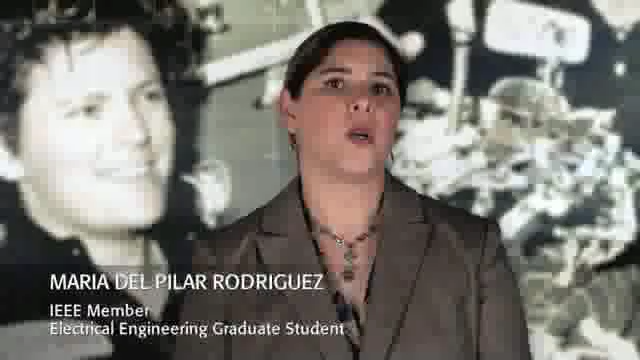 MARIA DEL PILAR RODRIGUEZ
IEEE Member
Electrical Engineering Graduate Student